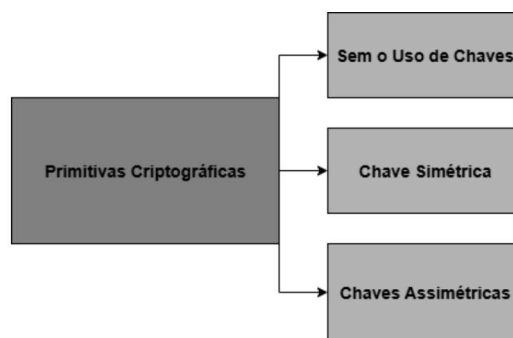 Sem o Uso de Chaves
Primitivas Criptográficas
Chave Simétrica
Chaves Assimétricas